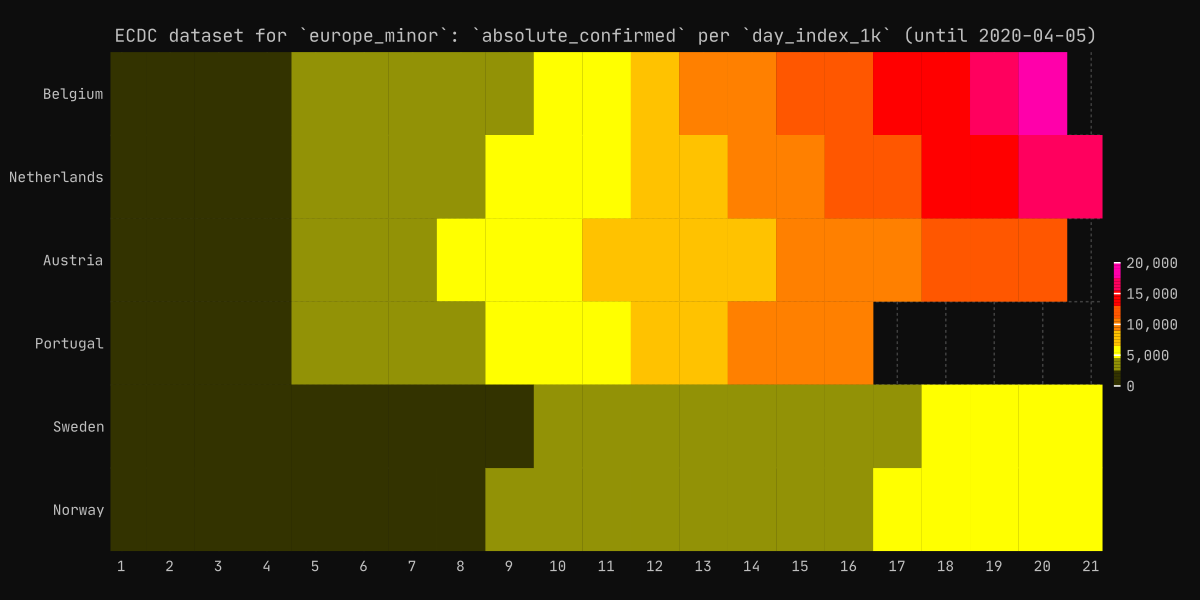 ECDC dataset for `europe_minor`: `absolute_confirmed` per `day_index_1k` (until 2020-04-05)
Belgium
Netherlands
Austria
Portugal
Sweden
Norway
20,000
15,000
10,000
5,000
0
1 2 3 4 5 6 7 8 9 10 11 12 13 14 15 16 17 18 19 20 21